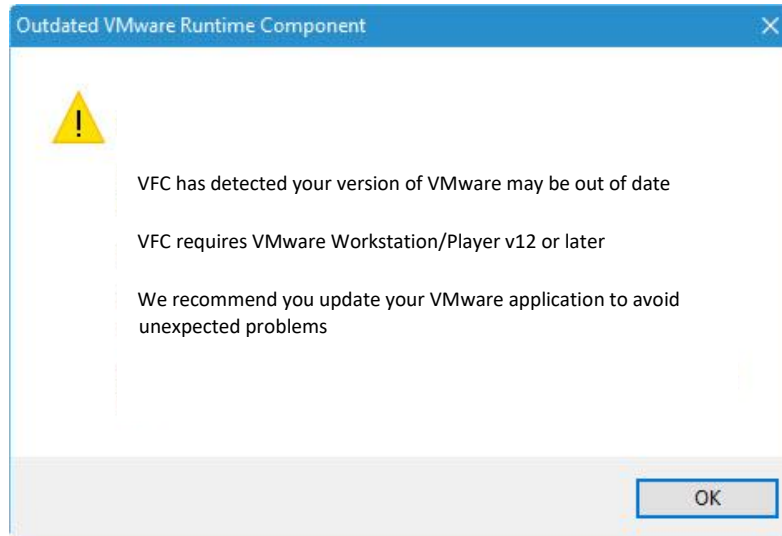 Outdated VMware Runtime Component
VFC has detected your version of VMware may be out of date
VFC requires VMware Workstation/Player v12 or later
We recommend you update your VMware application to avoid
unexpected problems
OK